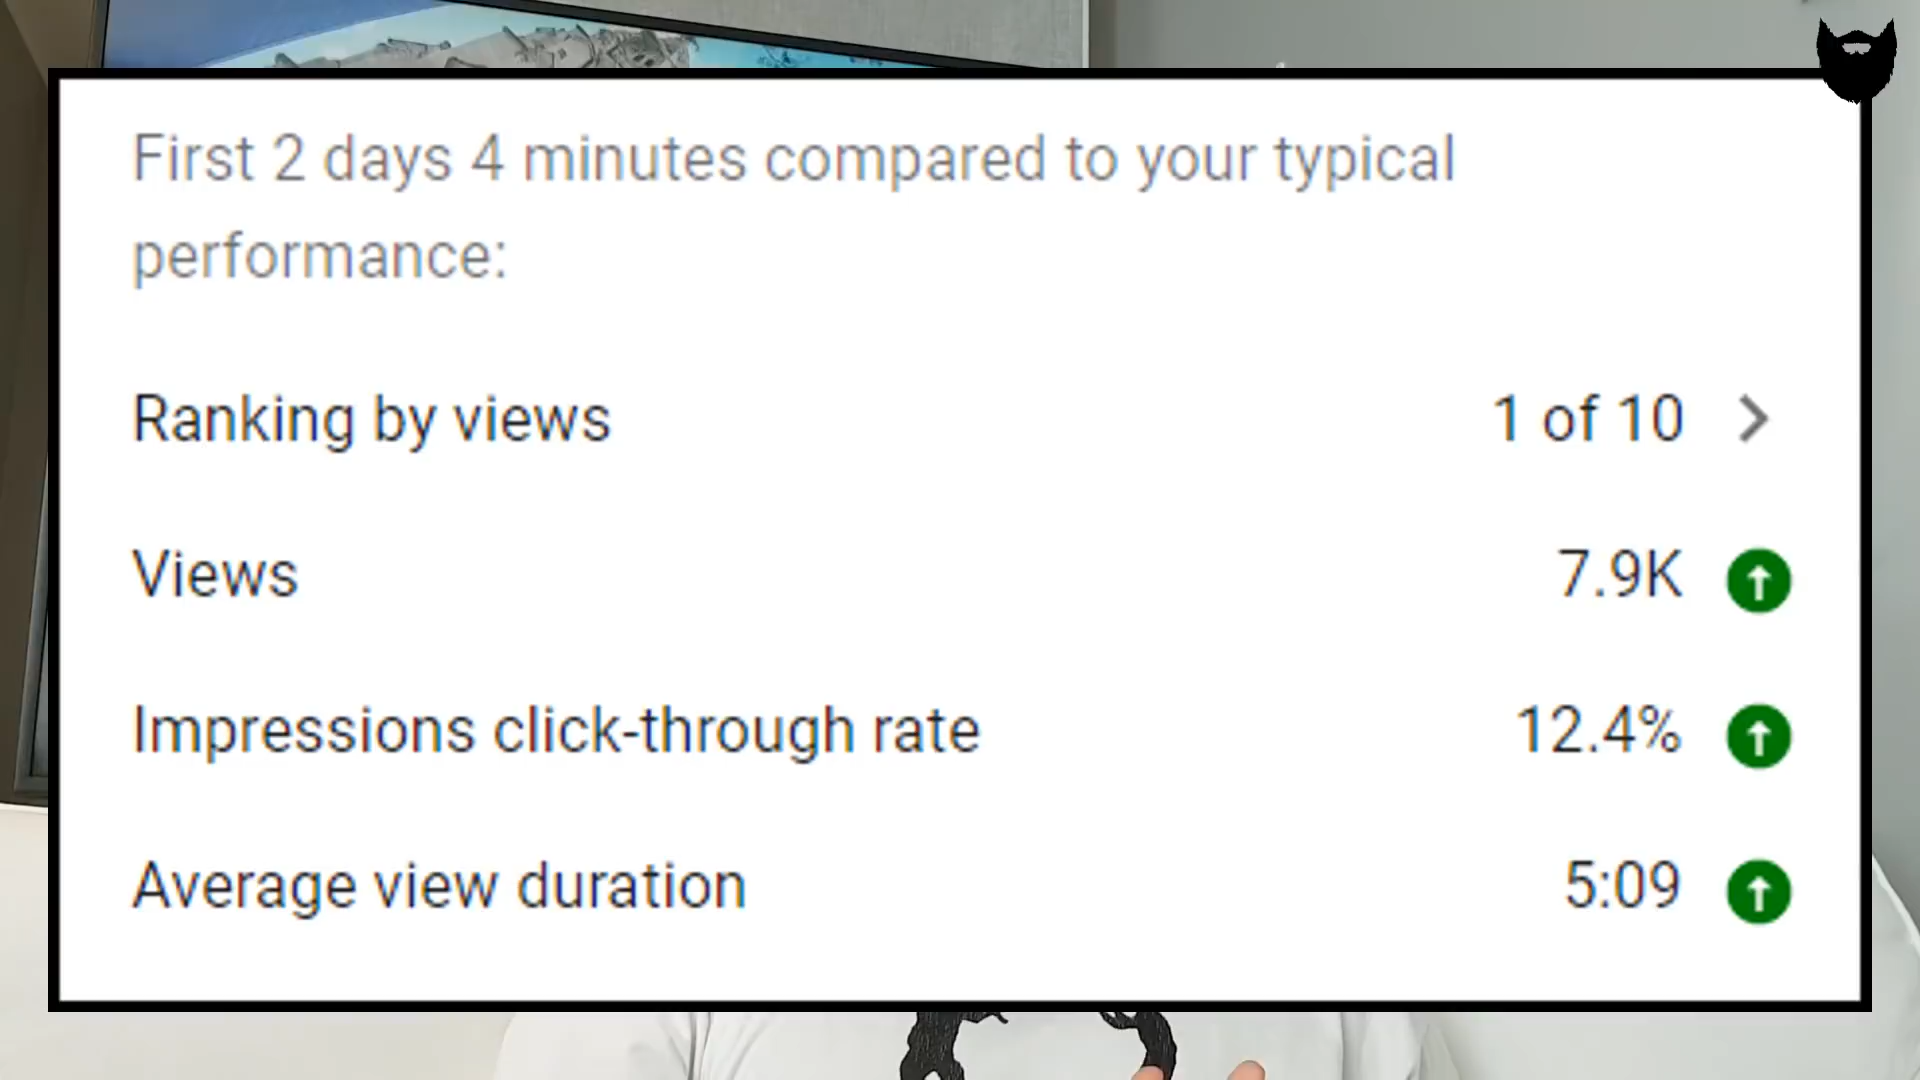 First 2 days 4 minutes compared to your typical
performance:
Ranking by views 1 of 10
Views 7.9K
Impressions click-through rate 12.4%
Average view duration 5:09